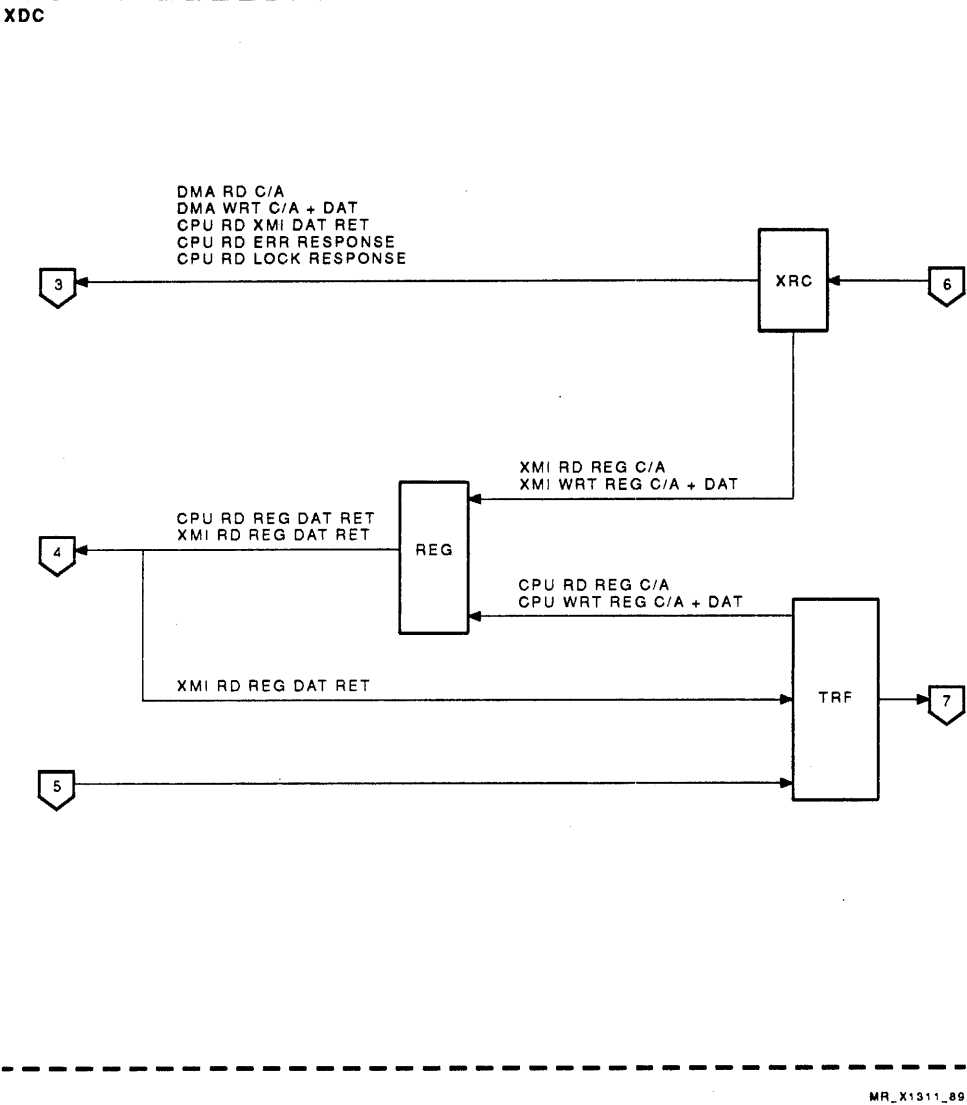 XDC
DMA RD C/A
DMA WRT C/A + DAT
CPU RD XMI DAT RET
CPU RD ERR RESPONSE
CPU RD LOCK RESPONSE
3
XRC
6
XMI RD REG C/A
XMI WRT REG C/A + DAT
CPU RD REG DAT RET
XMI RD REG DAT RET
4
REG
CPU RD REG C/A
CPU WRT REG C/A + DAT
XMI RD REG DAT RET
TRF
7
5
MR_X1311_89